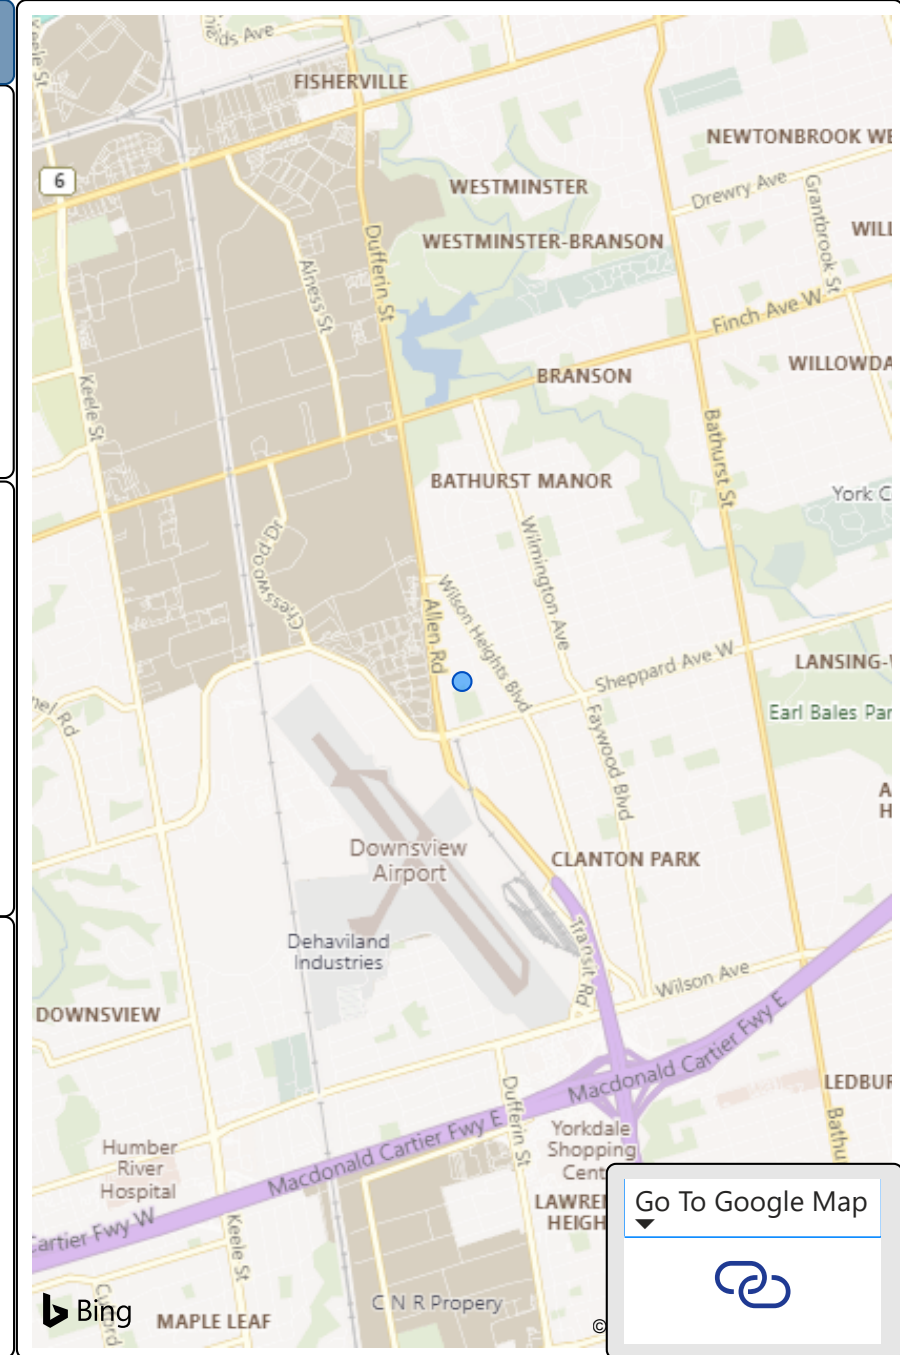 Keele St
FISHERVILLE
6
NEWTONBROOK WE
WESTMINSTER
Drewry Ave
Grantbrook St
WESTMINSTER-BRANSON
WILL
Dufferin St
Alness St
Finch Ave W
BRANSON
WILLOWDA
Keele St
Bathurst St
BATHURST MANOR
York C
Chesswood Dr
Wilmington Ave
Wilson Heights Blvd
Allen Rd
Sheppard Ave W
LANSING-
Earl Bales Par
Faywood Blvd
A
H
Downsview
Airport
CLANTON PARK
Dehaviland
Industries
Transit Rd
Wilson Ave
DOWNSVIEW
Macdonald Cartier Fwy E
LEDBUR
Dufferin St
Macdonald Cartier Fwy E
Bathu
Humber
River
Hospital
Yorkdale
Shopping
Cent
LAWRE
HEIGH
Cartier Fwy W
Keele St
Go To Google Map
C N R Propery
Bing
MAPLE LEAF
©